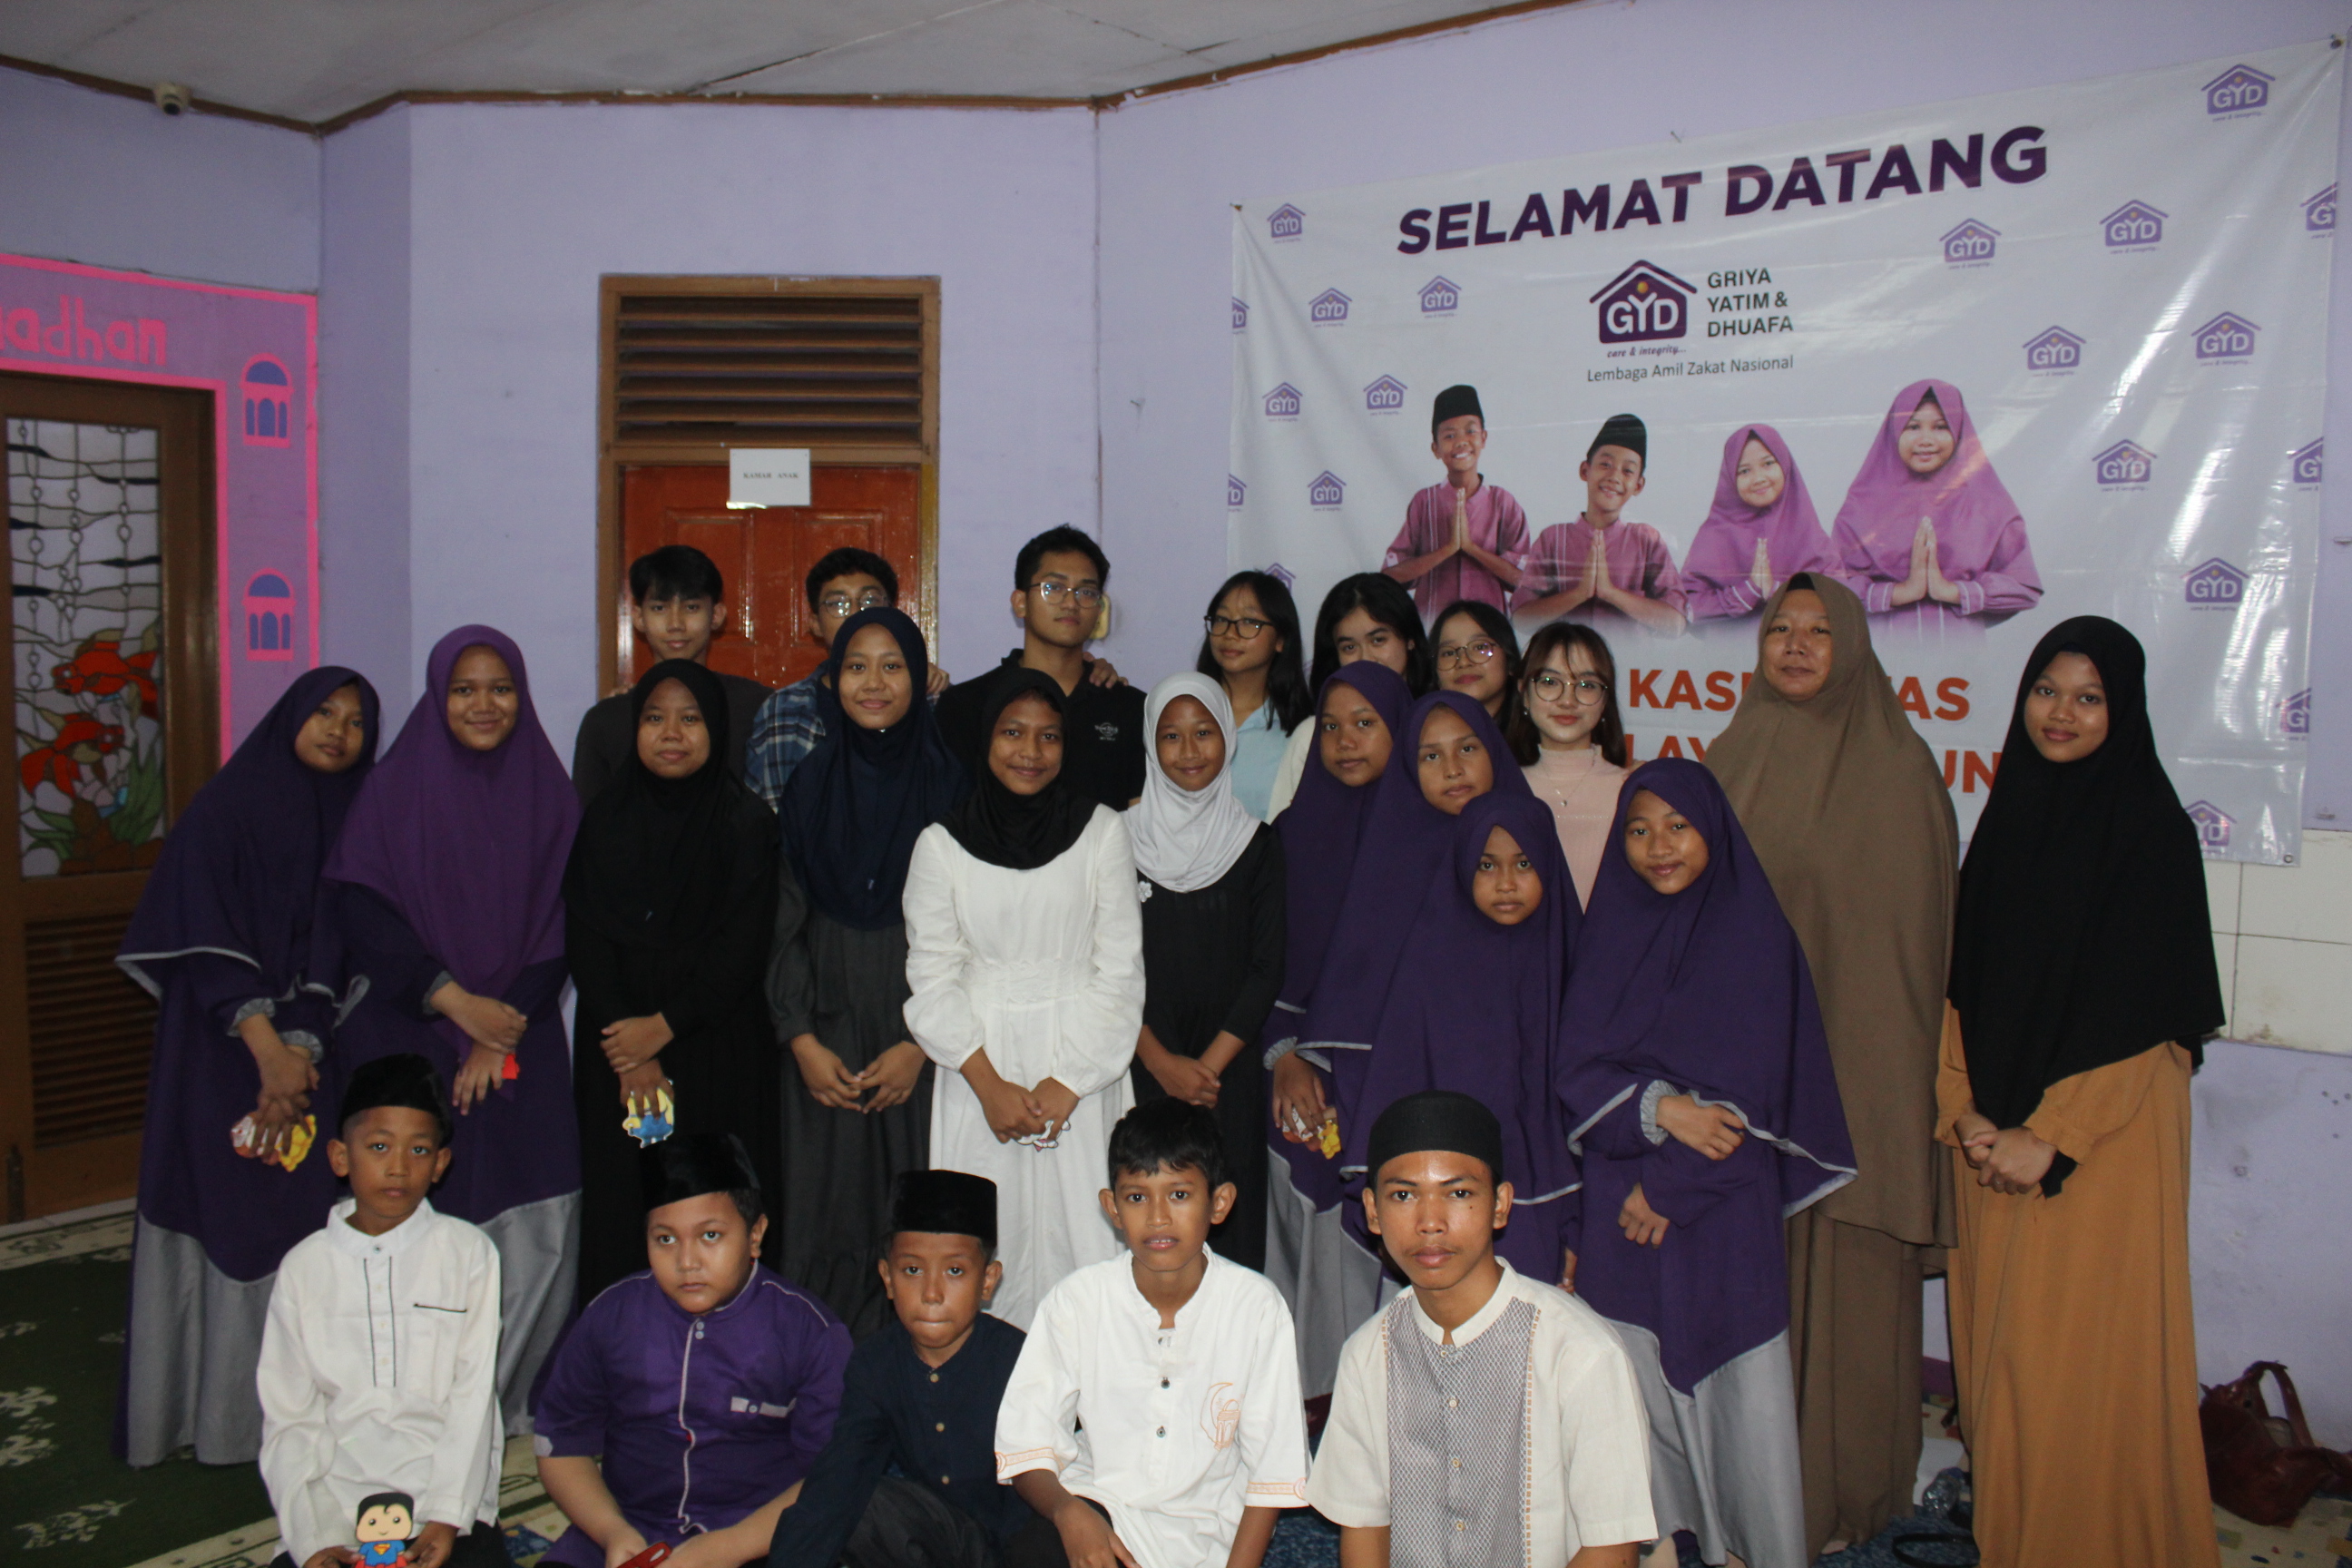 SELAMAT DATANG
GYD
GRIYA
YATIM &
DHUAFA
care & integrity...
Lembaga Amil Zakat Nasional
KAMAR ANAK
adhan